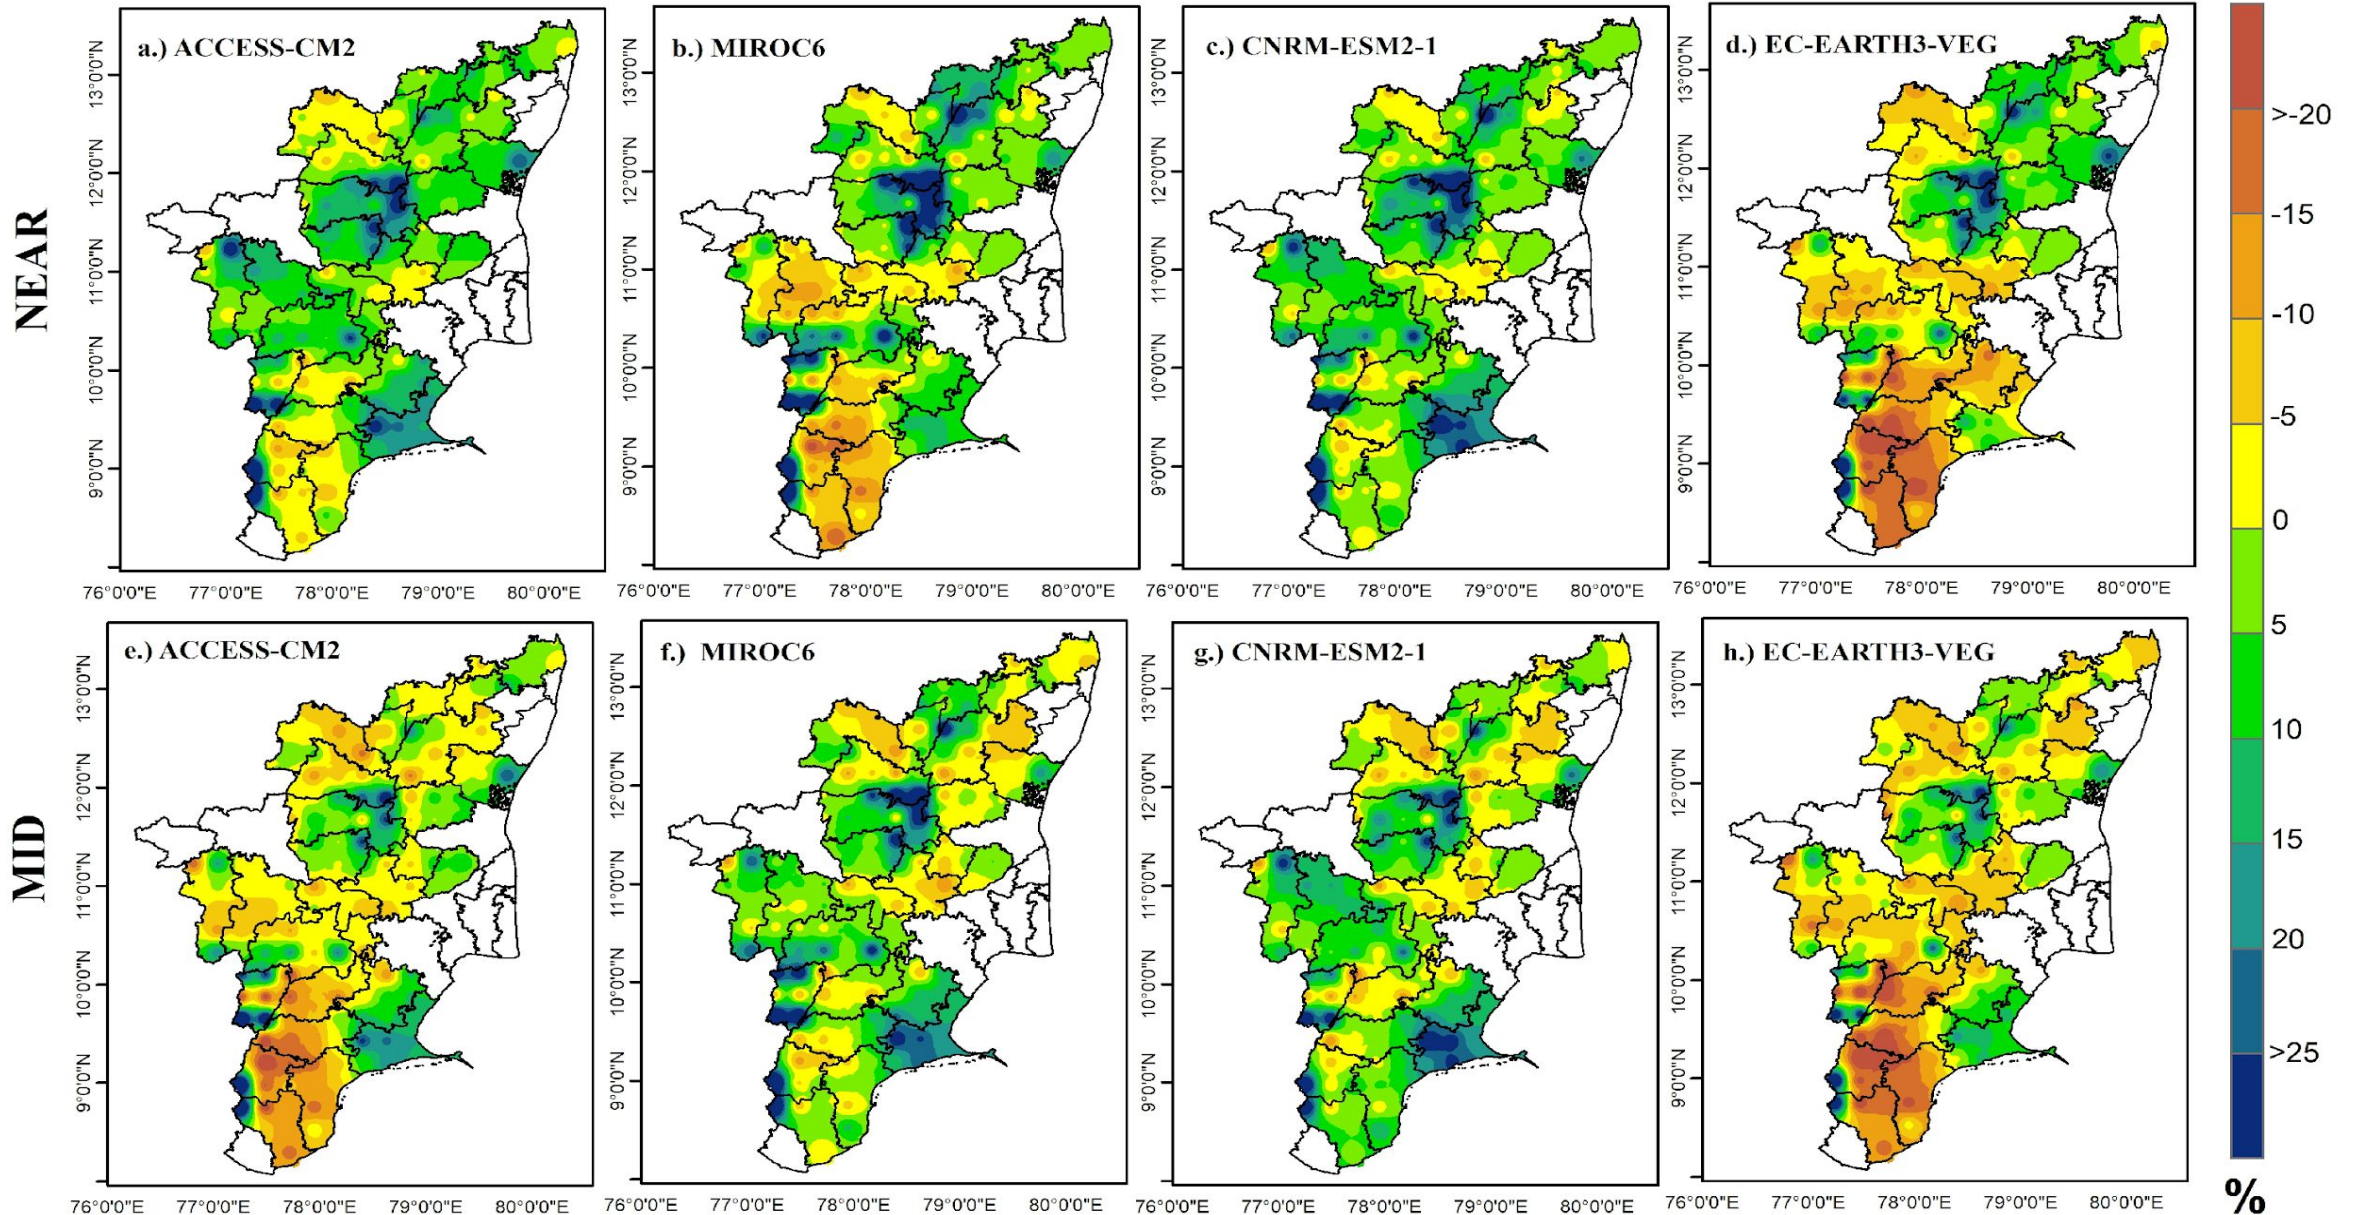 a.) ACCESS-CM2
b.) MIROC6
c.) CNRM-ESM2-1
d.) EC-EARTH3-VEG
NEAR
13°0'0"N
12°0'0"N
11°0'0"N
10°0'0"N
9°0'0"N
13°0'0"N
12°0'0"N
11°0'0"N
10°0'0"N
9°0'0"N
13°0'0"N
12°0'0"N
11°0'0"N
10°0'0"N
9°0'0"N
13°0'0"N
12°0'0"N
11°0'0"N
10°0'0"N
9°0'0"N
76°0'0"E 77°0'0"E 78°0'0"E 79°0'0"E 80°0'0"E
76°0'0"E 77°0'0"E 78°0'0"E 79°0'0"E 80°0'0"E
76°0'0"E 77°0'0"E 78°0'0"E 79°0'0"E 80°0'0"E
76°0'0"E 77°0'0"E 78°0'0"E 79°0'0"E 80°0'0"E
e.) ACCESS-CM2
f.) MIROC6
g.) CNRM-ESM2-1
h.) EC-EARTH3-VEG
MID
13°0'0"N
12°0'0"N
11°0'0"N
10°0'0"N
9°0'0"N
13°0'0"N
12°0'0"N
11°0'0"N
10°0'0"N
9°0'0"N
13°0'0"N
12°0'0"N
11°0'0"N
10°0'0"N
9°0'0"N
13°0'0"N
12°0'0"N
11°0'0"N
10°0'0"N
9°0'0"N
76°0'0"E 77°0'0"E 78°0'0"E 79°0'0"E 80°0'0"E
76°0'0"E 77°0'0"E 78°0'0"E 79°0'0"E 80°0'0"E
76°0'0"E 77°0'0"E 78°0'0"E 79°0'0"E 80°0'0"E
76°0'0"E 77°0'0"E 78°0'0"E 79°0'0"E 80°0'0"E
>-20
-15
-10
-5
0
5
10
15
20
>25
%